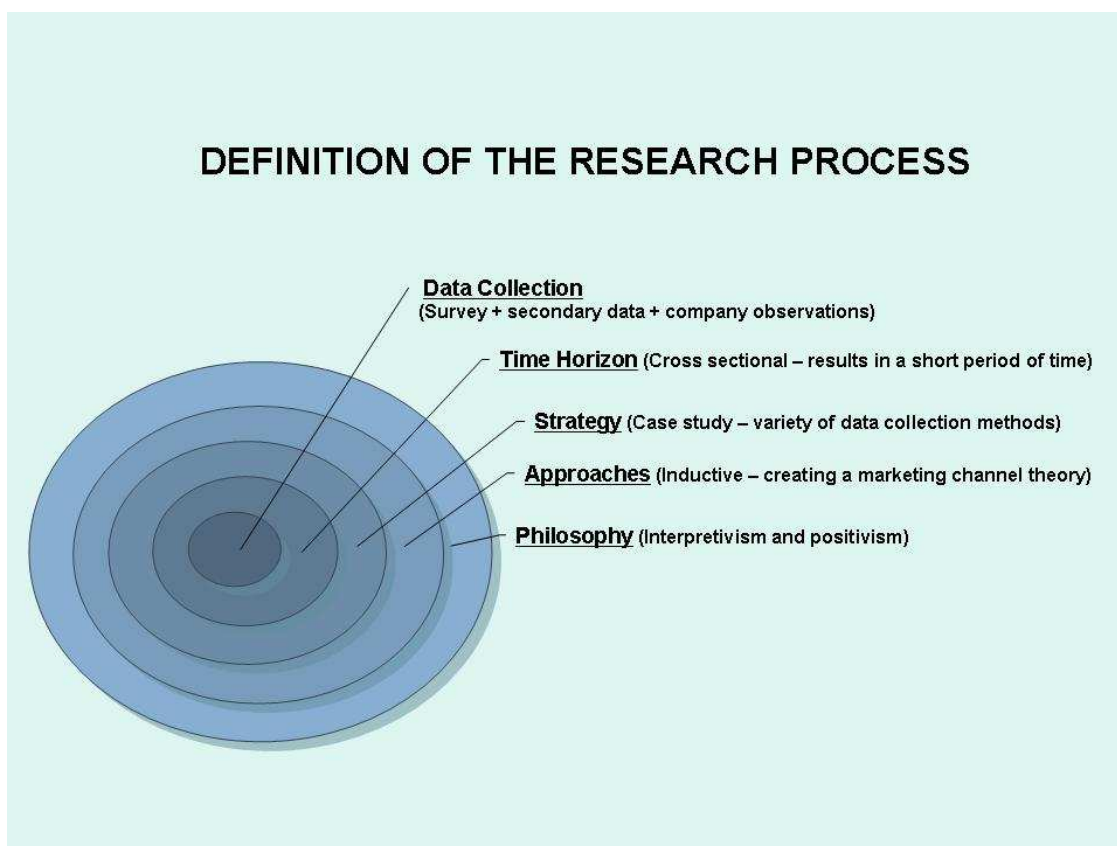 DEFINITION OF THE RESEARCH PROCESS
Data Collection
(Survey + secondary data + company observations)
Time Horizon (Cross sectional – results in a short period of time)
Strategy (Case study – variety of data collection methods)
Approaches (Inductive – creating a marketing channel theory)
Philosophy (Interpretivism and positivism)